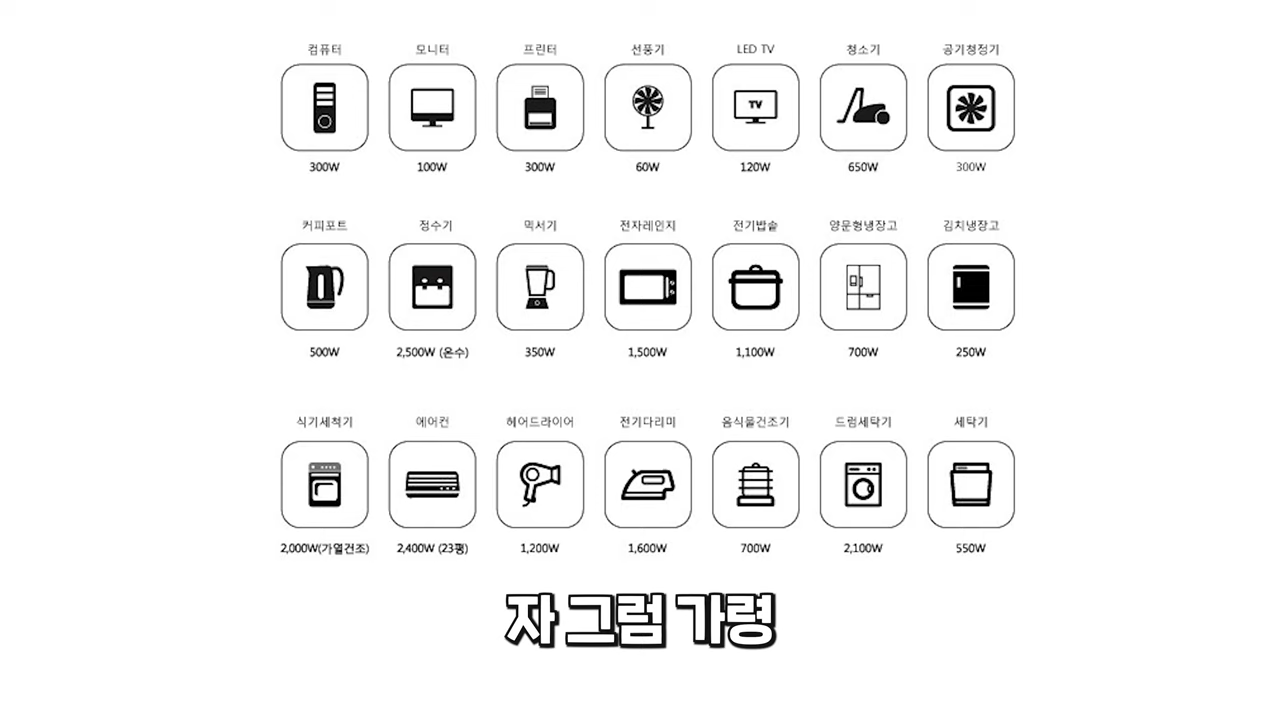 컴퓨터 모니터 프린터 선풍기 LED TV 청소기 공기청정기
TV
300W 100W 300W 60W 120W 650W 300W
커피포트 정수기 믹서기 전자레인지 전기밥솥 양문형냉장고 김치냉장고
500W 2,500W (온수) 350W 1,500W 1,100W 700W 250W
식기세척기 에어컨 헤어드라이어 전기다리미 음식물건조기 드럼세탁기 세탁기
2,000W(가열건조) 2,400W (23평) 1,200W 1,600W 700W 2,100W 550W
자 그럼 가령